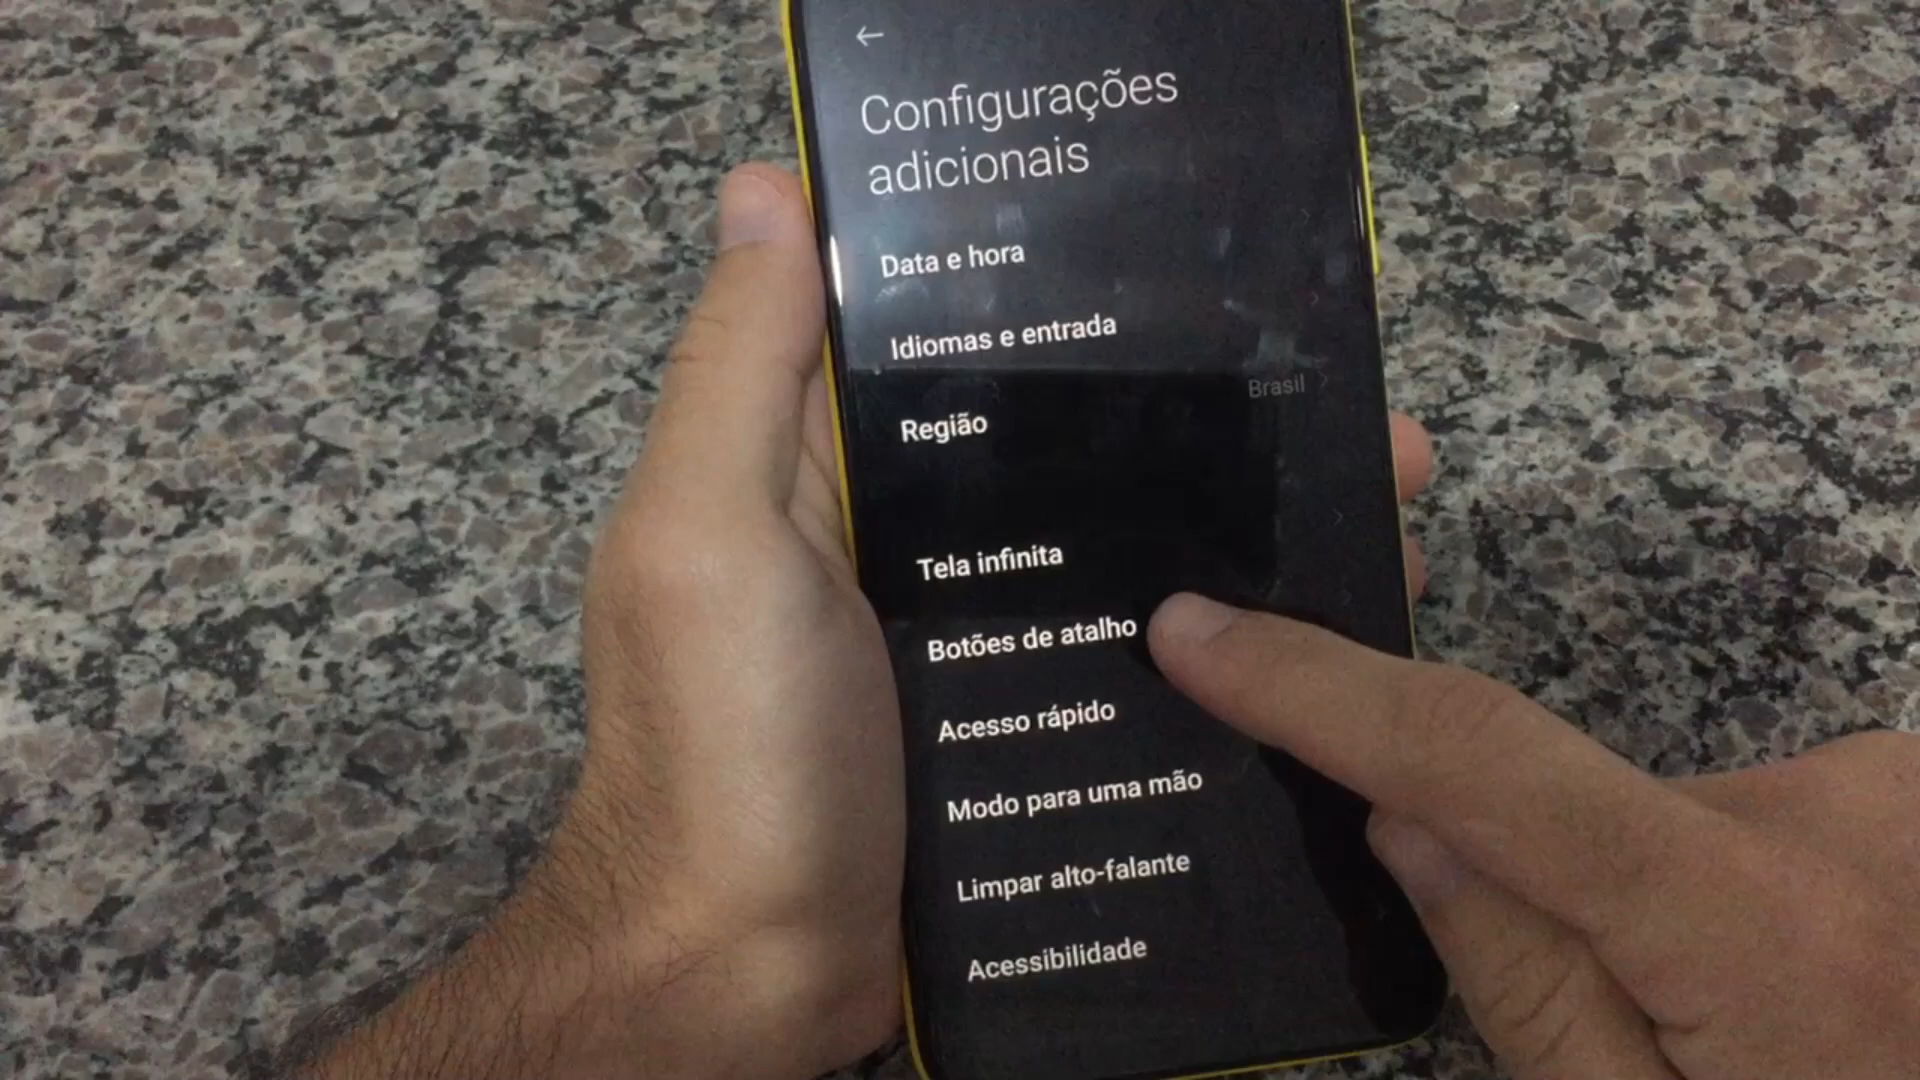 Configurações
adicionais
Data e hora
Idiomas e entrada
Região
Brasil
Tela infinita
Botões de atalho
Acesso rápido
Modo para uma mão
Limpar alto-falante
Acessibilidade